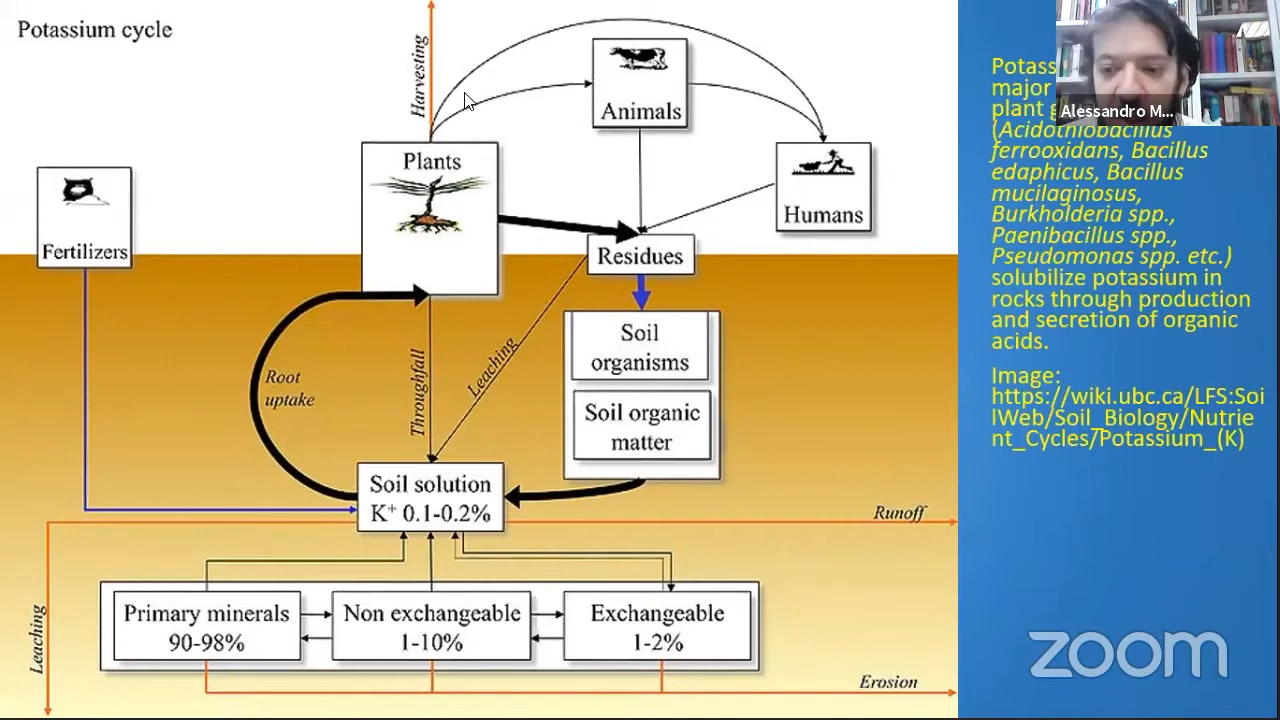 Potassium cycle
Harvesting
Animals
Plants
Humans
Fertilizers
Residues
Root
uptake
Throughfall
Leaching
Soil
organisms
Soil organic
matter
Soil solution
K⁺ 0.1-0.2%
Runoff
Leaching
Primary minerals
90-98%
Non exchangeable
1-10%
Exchangeable
1-2%
Erosion
Potass
major
plant
Alessandro M...
(Acidothiobacillus
ferrooxidans, Bacillus
edaphicus, Bacillus
mucilaginosus,
Burkholderia spp.,
Paenibacillus spp.,
Pseudomonas spp. etc.)
solubilize potassium in
rocks through production
and secretion of organic
acids.
Image:
https://wiki.ubc.ca/LFS:Soi
lWeb/Soil_Biology/Nutrie
nt_Cycles/Potassium_(K)
zoom